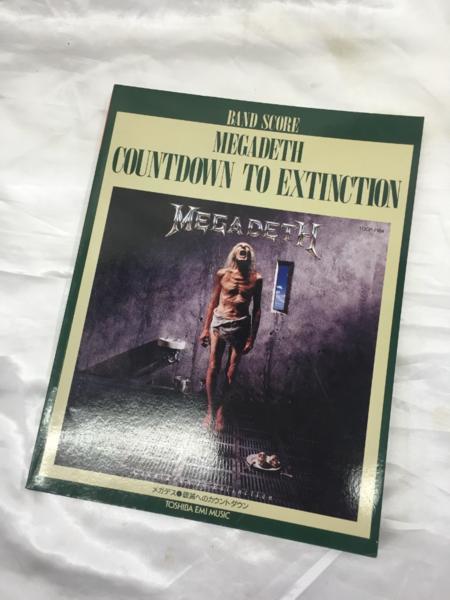 BAND SCORE
MEGADETH
COUNTDOWN TO EXTINCTION
MEGADETH
メガデス●破滅へのカウントダウン
TOSHIBA EMI MUSIC